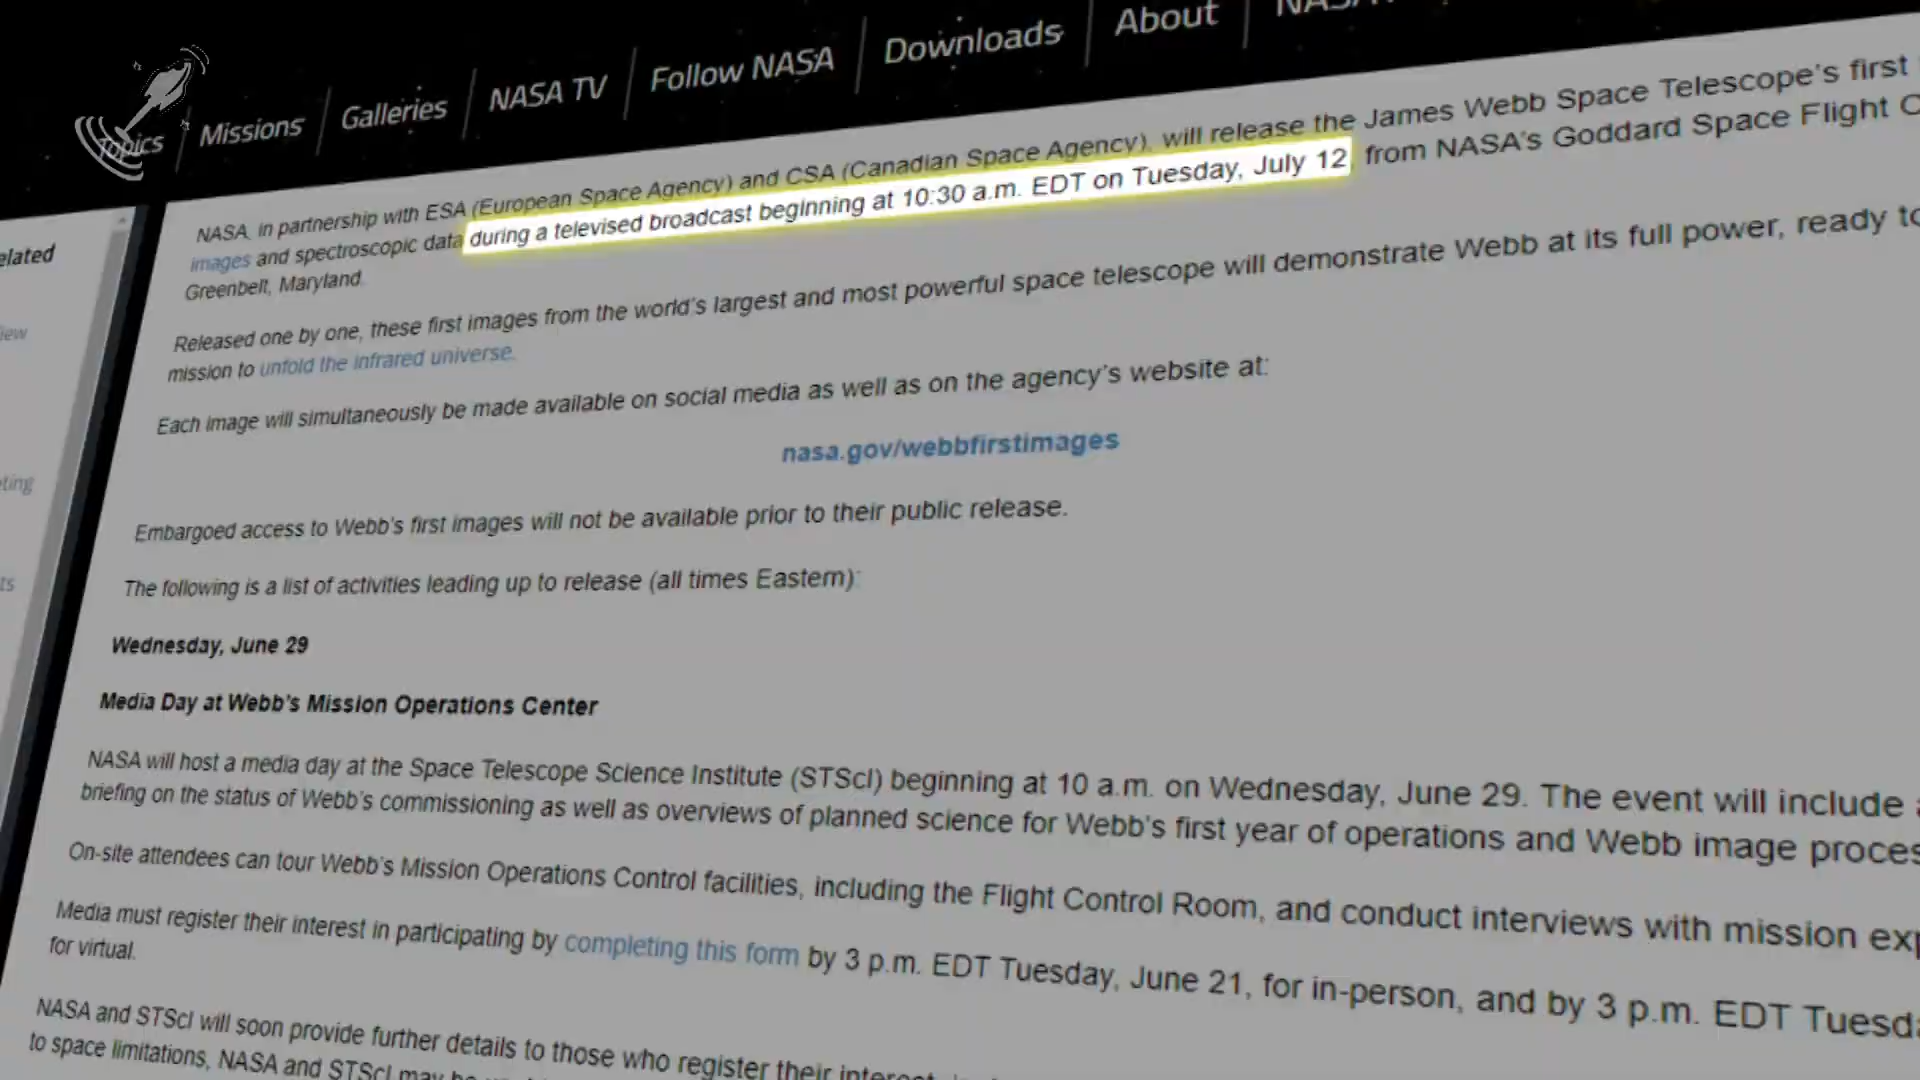 Topics Missions Galleries NASA TV Follow NASA Downloads About
NASA, in partnership with ESA (European Space Agency) and CSA (Canadian Space Agency), will release the James Webb Space Telescope's first
images and spectroscopic data during a televised broadcast beginning at 10:30 a.m. EDT on Tuesday, July 12, from NASA's Goddard Space Flight
Greenbelt, Maryland.
Released one by one, these first images from the world's largest and most powerful space telescope will demonstrate Webb at its full power, ready
mission to unfold the infrared universe.
Each image will simultaneously be made available on social media as well as on the agency's website at:
nasa.gov/webbfirstimages
Embargoed access to Webb's first images will not be available prior to their public release.
The following is a list of activities leading up to release (all times Eastern):
Wednesday, June 29
Media Day at Webb's Mission Operations Center
NASA will host a media day at the Space Telescope Science Institute (STScI) beginning at 10 a.m. on Wednesday, June 29. The event will include
briefing on the status of Webb's commissioning as well as overviews of planned science for Webb's first year of operations and Webb image
On-site attendees can tour Webb's Mission Operations Control facilities, including the Flight Control Room, and conduct interviews with mission
Media must register their interest in participating by completing this form by 3 p.m. EDT Tuesday, June 21, for in-person, and by 3 p.m. EDT
for virtual.
NASA and STScI will soon provide further details to those who register their
to space limitations, NASA and STScI may